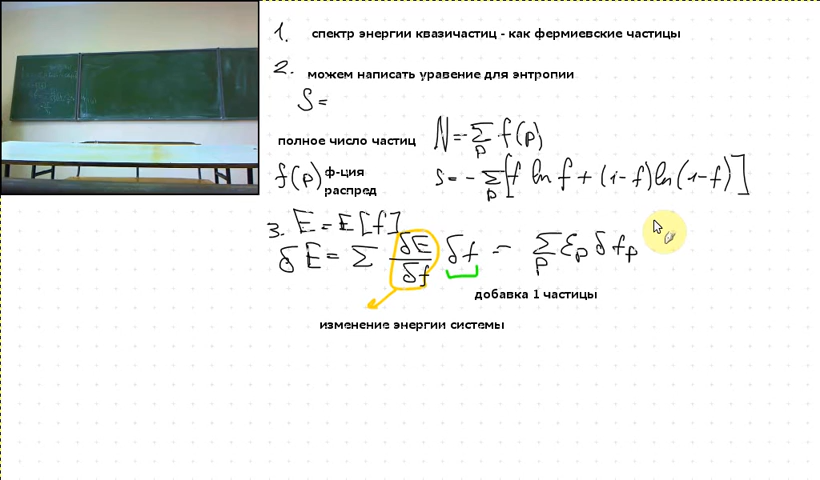 1. спектр энергии квазичастиц - как фермиевские частицы
2. можем написать уравнение для энтропии
S =
полное число частиц N = Σ_p f(p)
f(p) ф-ция распред S = - Σ_p [f ln f + (1-f) ln (1-f)]
3. E = E[f]
δE = Σ δE/δf δf = Σ_p ε_p δf_p
добавка 1 частицы
изменение энергии системы